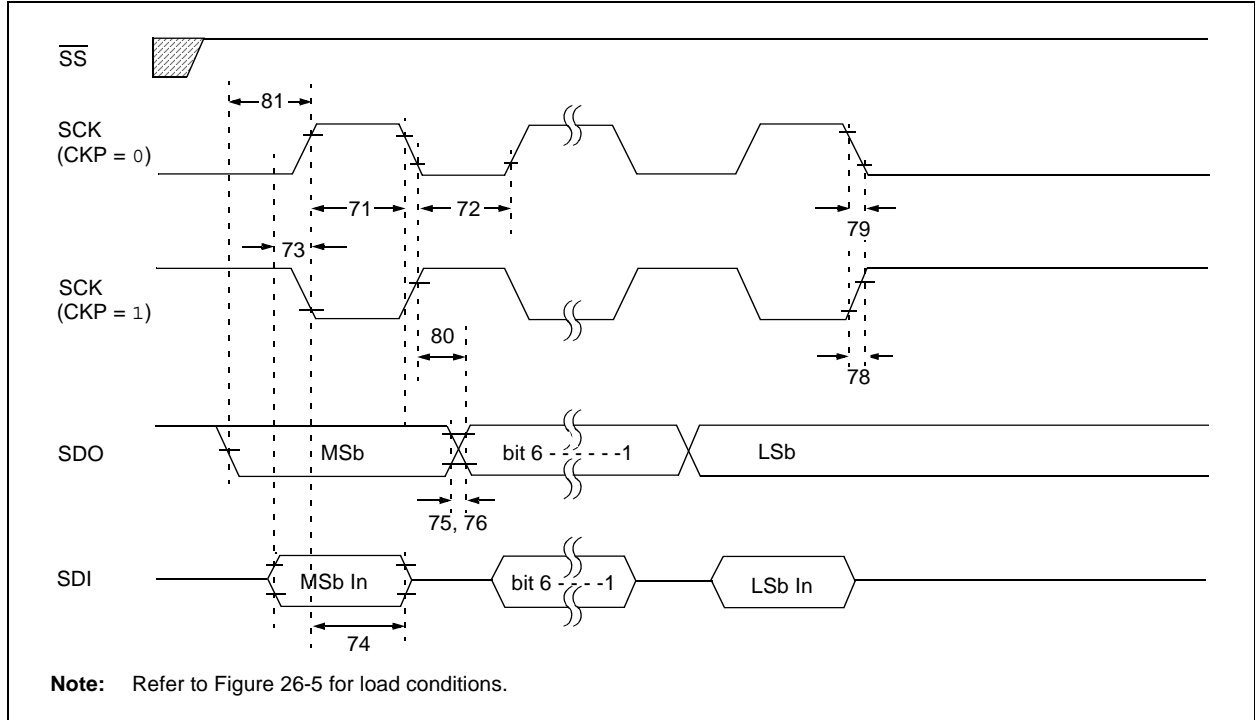 SS
81
SCK
(CKP = 0)
71
72
79
73
SCK
(CKP = 1)
80
78
SDO
MSb
bit 6 - - - - - - -1
LSb
75, 76
SDI
MSb In
bit 6 - - - - -1
LSb In
74
Note: Refer to Figure 26-5 for load conditions.